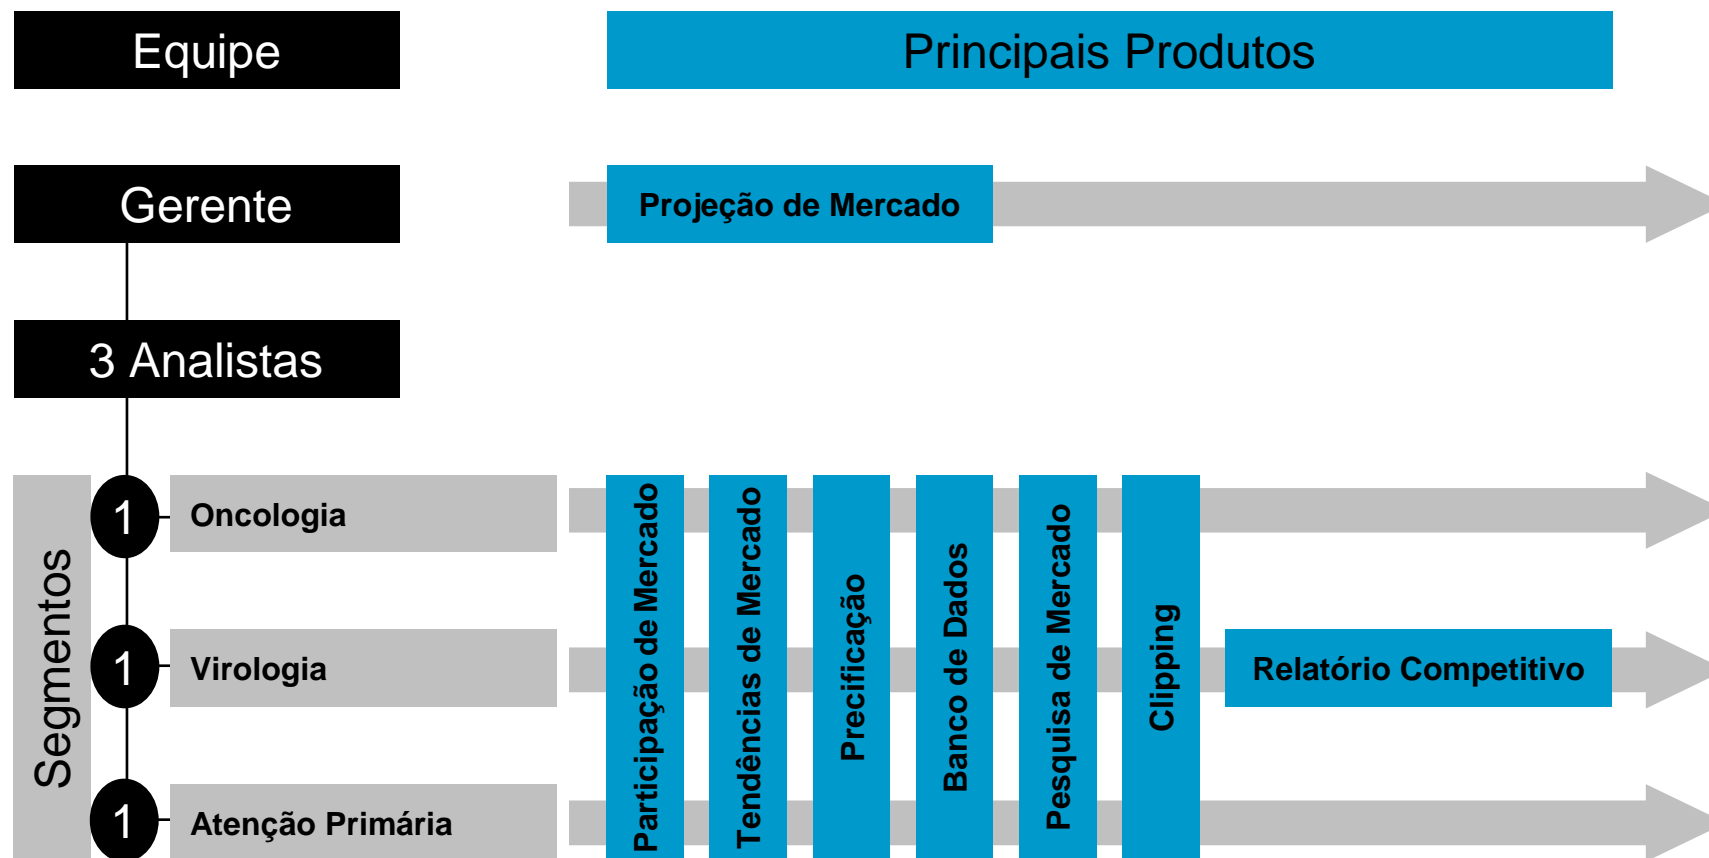 Equipe
Principais Produtos
Gerente
Projeção de Mercado
3 Analistas
Segmentos
1
Oncologia
1
Virologia
1
Atenção Primária
Participação de Mercado
Tendências de Mercado
Precificação
Banco de Dados
Pesquisa de Mercado
Clipping
Relatório Competitivo